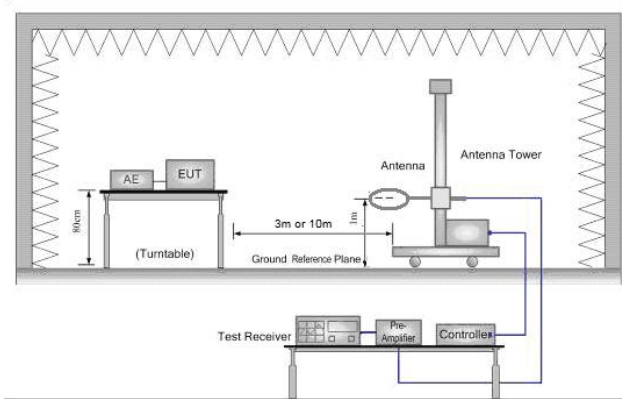 Antenna
Antenna Tower
AE
EUT
80cm
3m or 10m
1m
(Turntable)
Ground Reference Plane
Test Receiver
Pre-
Amplifier
Controller